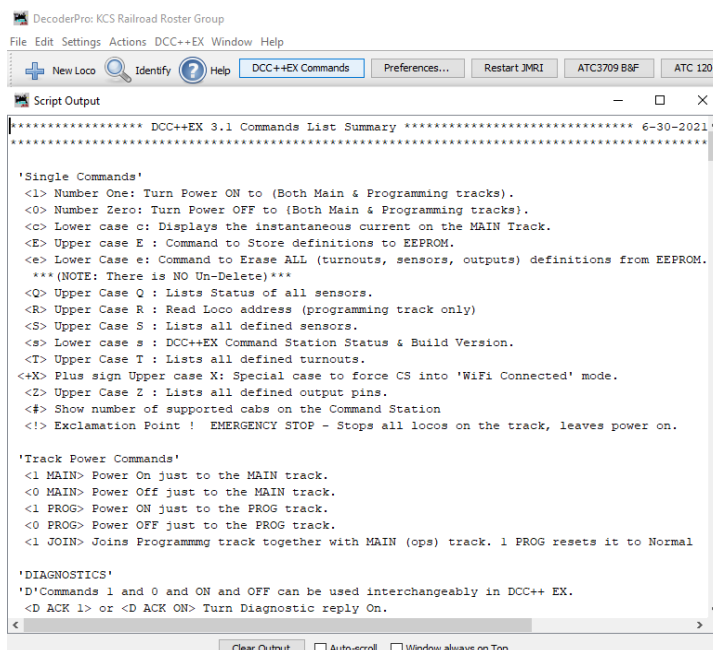 DecoderPro: KCS Railroad Roster Group
File Edit Settings Actions DCC++EX Window Help
New Loco Identify Help DCC++EX Commands Preferences... Restart JMRI ATC3709 B&F ATC 120
Script Output
****************** DCC++EX 3.1 Commands List Summary ******************************* 6-30-2021
'Single Commands'
<1> Number One: Turn Power ON to (Both Main & Programming tracks).
<0> Number Zero: Turn Power OFF to {Both Main & Programming tracks}.
<c> Lower case c: Displays the instantaneous current on the MAIN Track.
<E> Upper case E : Command to Store definitions to EEPROM.
<e> Lower Case e: Command to Erase ALL (turnouts, sensors, outputs) definitions from EEPROM.
***(NOTE: There is NO Un-Delete)***
<Q> Upper Case Q : Lists Status of all sensors.
<R> Upper Case R : Read Loco address (programming track only)
<S> Upper Case S : Lists all defined sensors.
<s> Lower case s : DCC++EX Command Station Status & Build Version.
<T> Upper Case T : Lists all defined turnouts.
<+X> Plus sign Upper case X: Special case to force CS into 'WiFi Connected' mode.
<Z> Upper Case Z : Lists all defined output pins.
<#> Show number of supported cabs on the Command Station
<!> Exclamation Point !  EMERGENCY STOP - Stops all locos on the track, leaves power on.
'Track Power Commands'
<1 MAIN> Power On just to the MAIN track.
<0 MAIN> Power Off just to the MAIN track.
<1 PROG> Power ON just to the PROG track.
<0 PROG> Power OFF just to the PROG track.
<1 JOIN> Joins Programmmg track together with MAIN (ops) track. 1 PROG resets it to Normal
'DIAGNOSTICS'
'D'Commands 1 and 0 and ON and OFF can be used interchangeably in DCC++ EX.
<D ACK 1> or <D ACK ON> Turn Diagnostic reply On.
Clear Output Auto-scroll Window always on Top